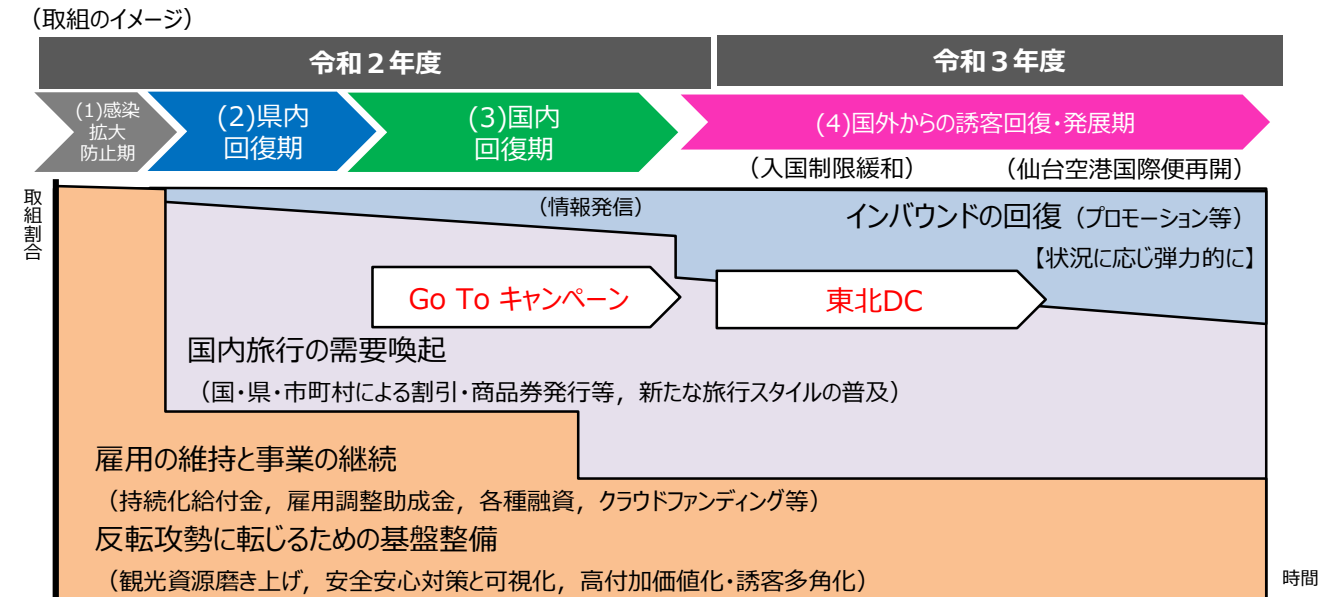 （取組のイメージ）
令和２年度
令和３年度
(1)感染
拡大
防止期
(2)県内
回復期
(3)国内
回復期
(4)国外からの誘客回復・発展期
（入国制限緩和）
（仙台空港国際便再開）
取組割合
（情報発信）
インバウンドの回復（プロモーション等）
【状況に応じ弾力的に】
Go To キャンペーン
東北DC
国内旅行の需要喚起
（国・県・市町村による割引・商品券発行等，新たな旅行スタイルの普及）
雇用の維持と事業の継続
（持続化給付金，雇用調整助成金，各種融資，クラウドファンディング等）
反転攻勢に転じるための基盤整備
（観光資源磨き上げ，安全安心対策と可視化，高付加価値化・誘客多角化）
時間